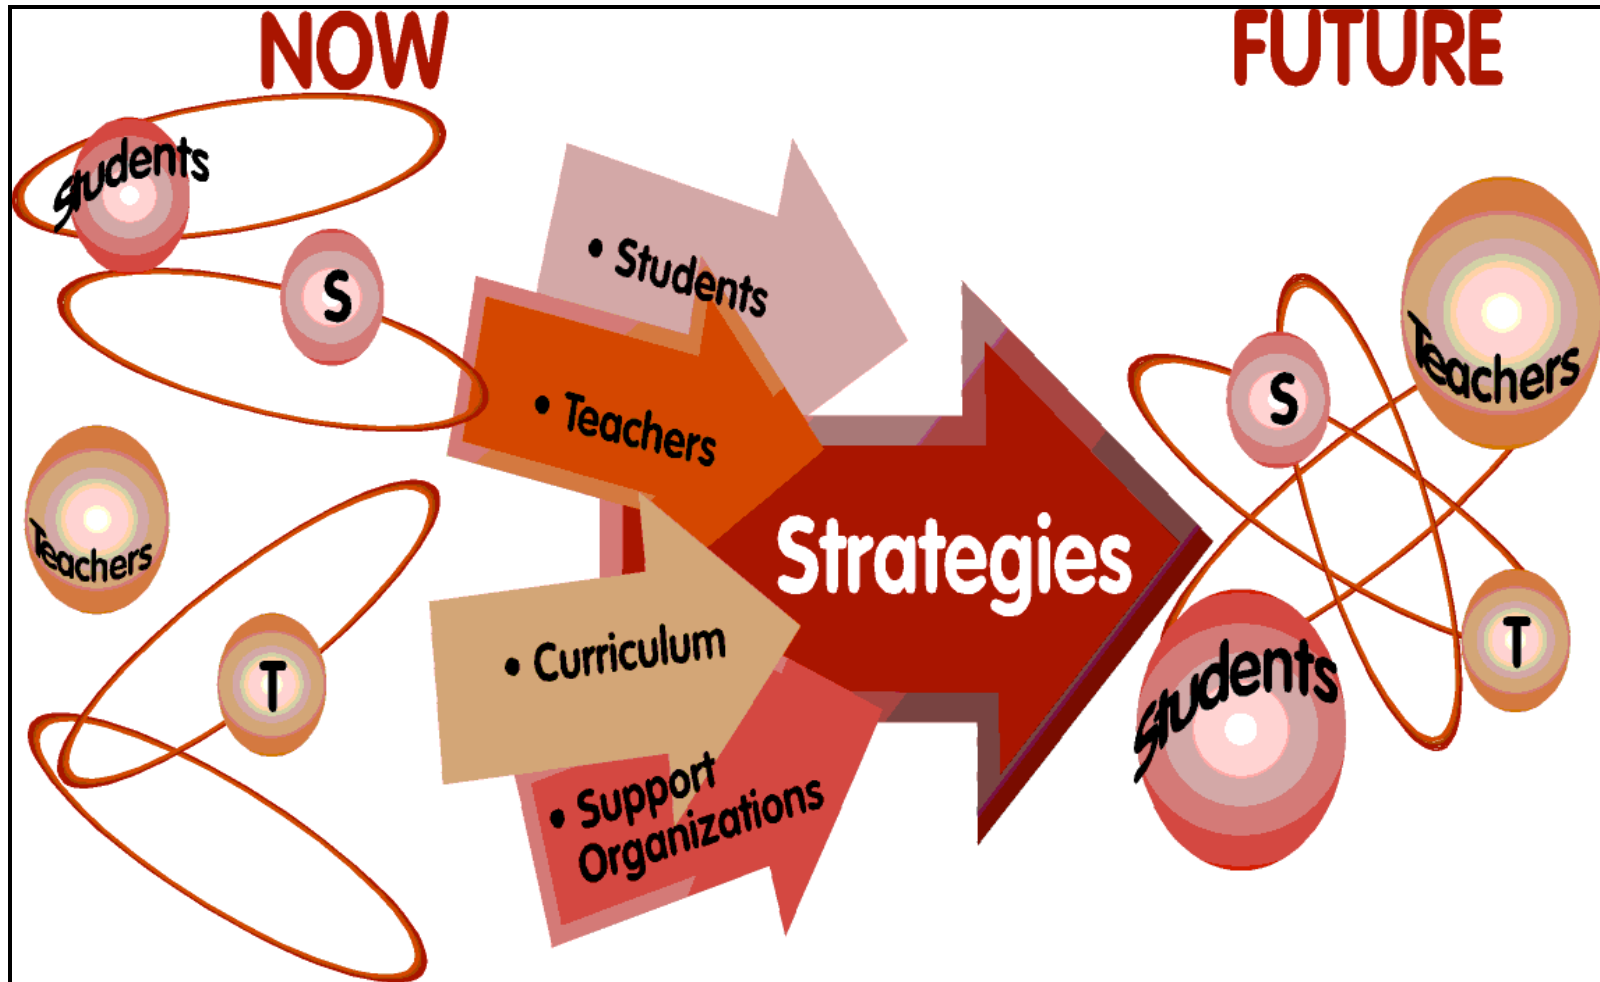 NOW
FUTURE
Students
S
Teachers
T
• Students
• Teachers
• Curriculum
• Support
Organizations
Strategies
S
Teachers
T
Students